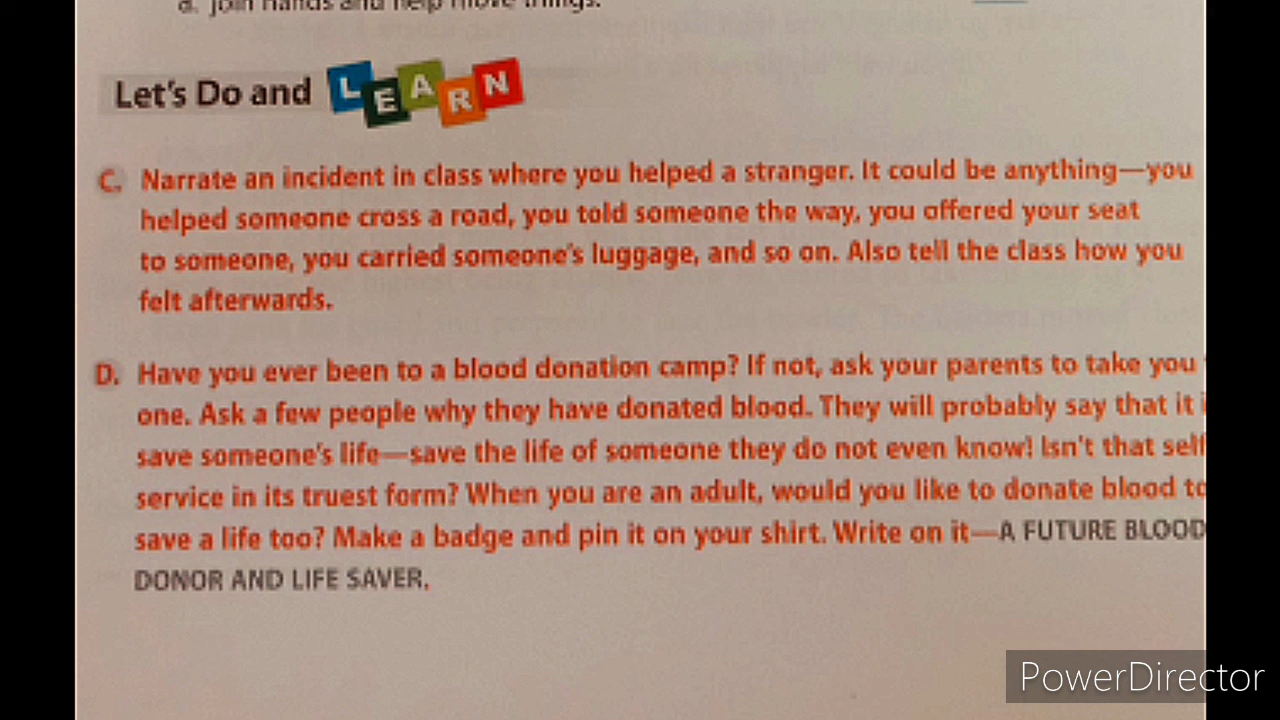 a. join hands and help move things.
Let's Do and LEARN
C. Narrate an incident in class where you helped a stranger. It could be anything—you
helped someone cross a road, you told someone the way, you offered your seat
to someone, you carried someone's luggage, and so on. Also tell the class how you
felt afterwards.
D. Have you ever been to a blood donation camp? If not, ask your parents to take you
one. Ask a few people why they have donated blood. They will probably say that it
save someone's life—save the life of someone they do not even know! Isn't that self
service in its truest form? When you are an adult, would you like to donate blood to
save a life too? Make a badge and pin it on your shirt. Write on it—A FUTURE BLOOD
DONOR AND LIFE SAVER.
PowerDirector